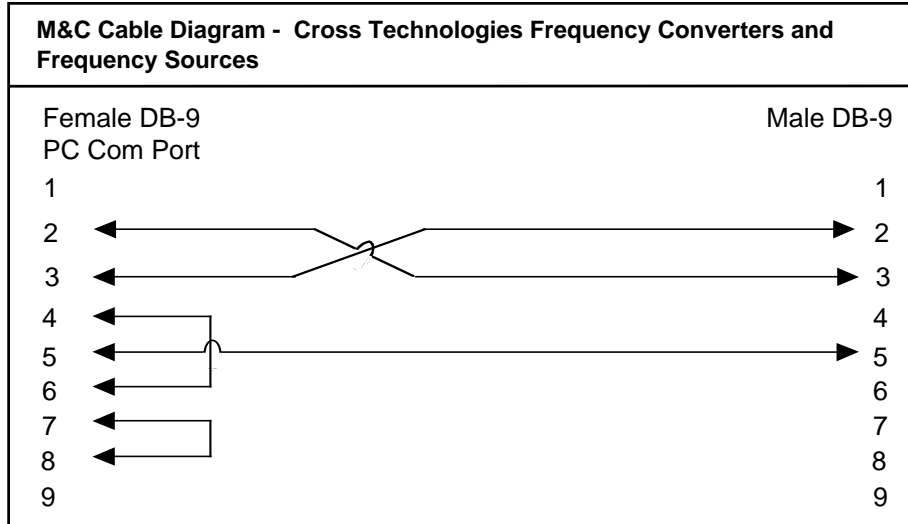 M&C Cable Diagram - Cross Technologies Frequency Converters and
Frequency Sources
Female DB-9 Male DB-9
PC Com Port
1 1
2 2
3 3
4 4
5 5
6 6
7 7
8 8
9 9